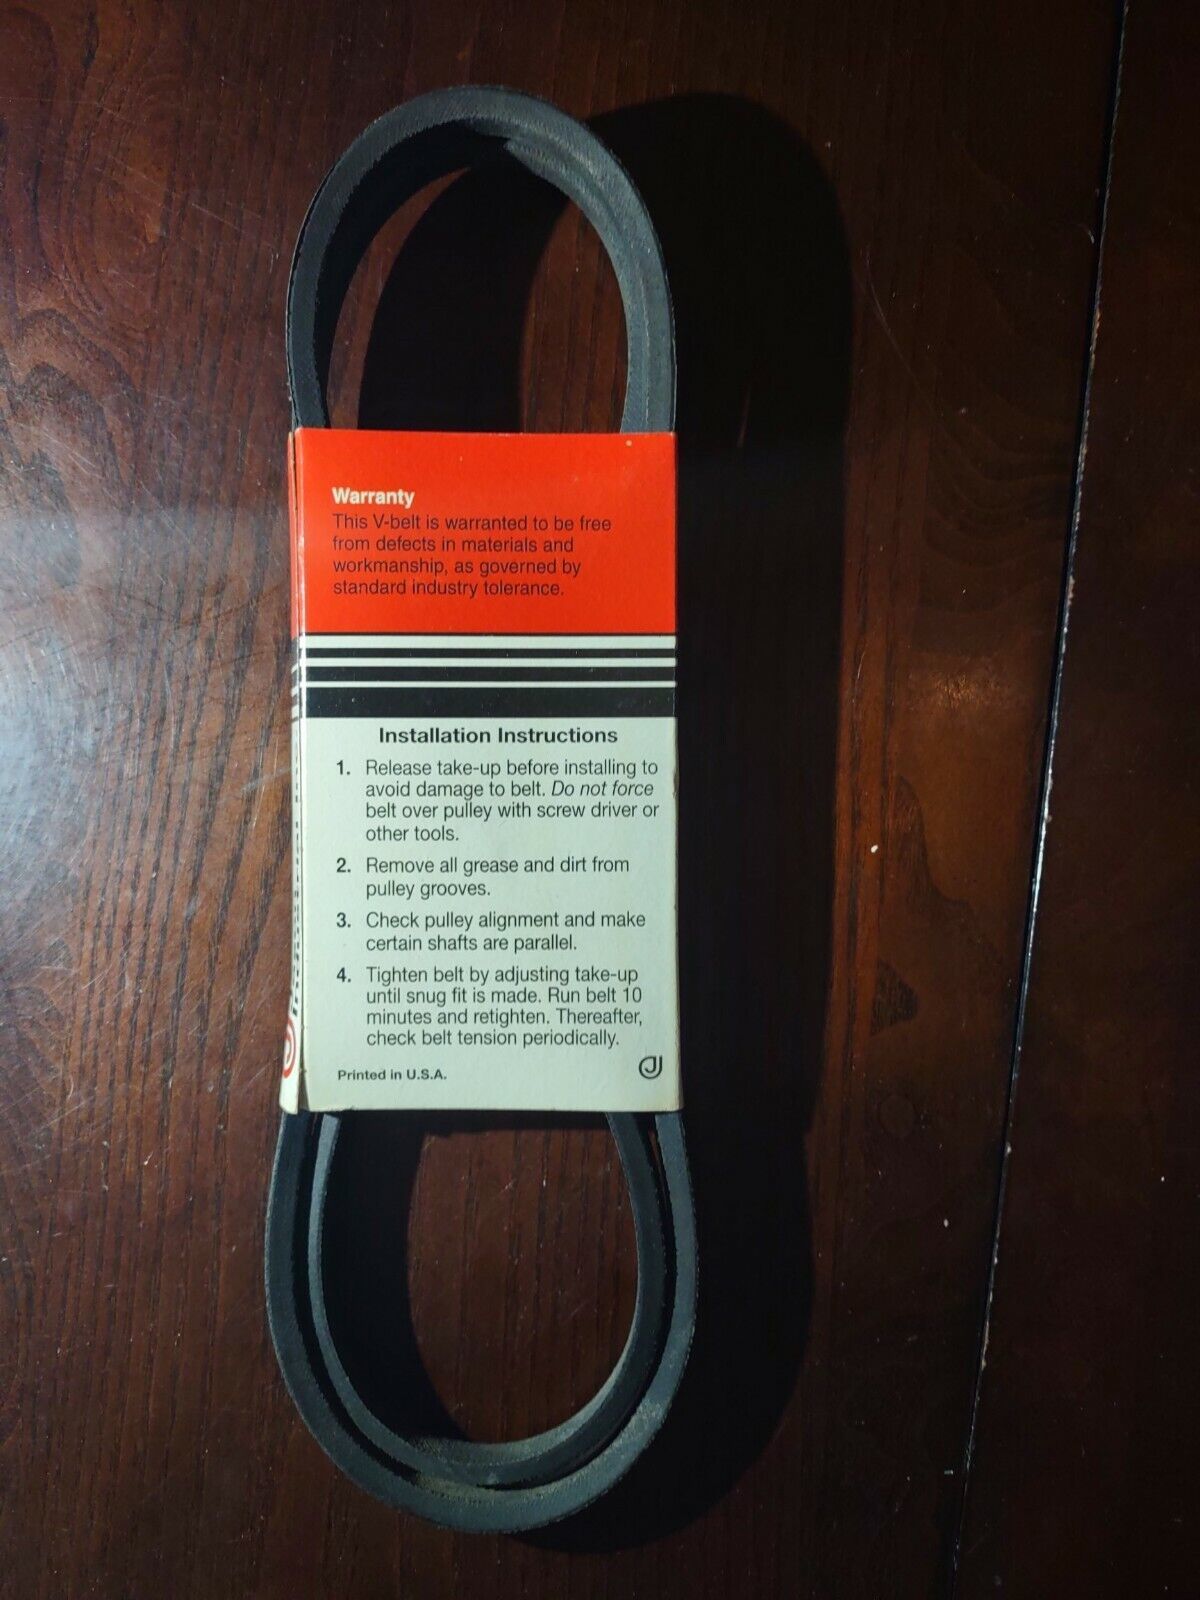 Warranty
This V-belt is warranted to be free
from defects in materials and
workmanship, as governed by
standard industry tolerance.
Installation Instructions
1. Release take-up before installing to
avoid damage to belt. Do not force
belt over pulley with screw driver or
other tools.
2. Remove all grease and dirt from
pulley grooves.
3. Check pulley alignment and make
certain shafts are parallel.
4. Tighten belt by adjusting take-up
until snug fit is made. Run belt 10
minutes and retighten. Thereafter,
check belt tension periodically.
Printed in U.S.A.